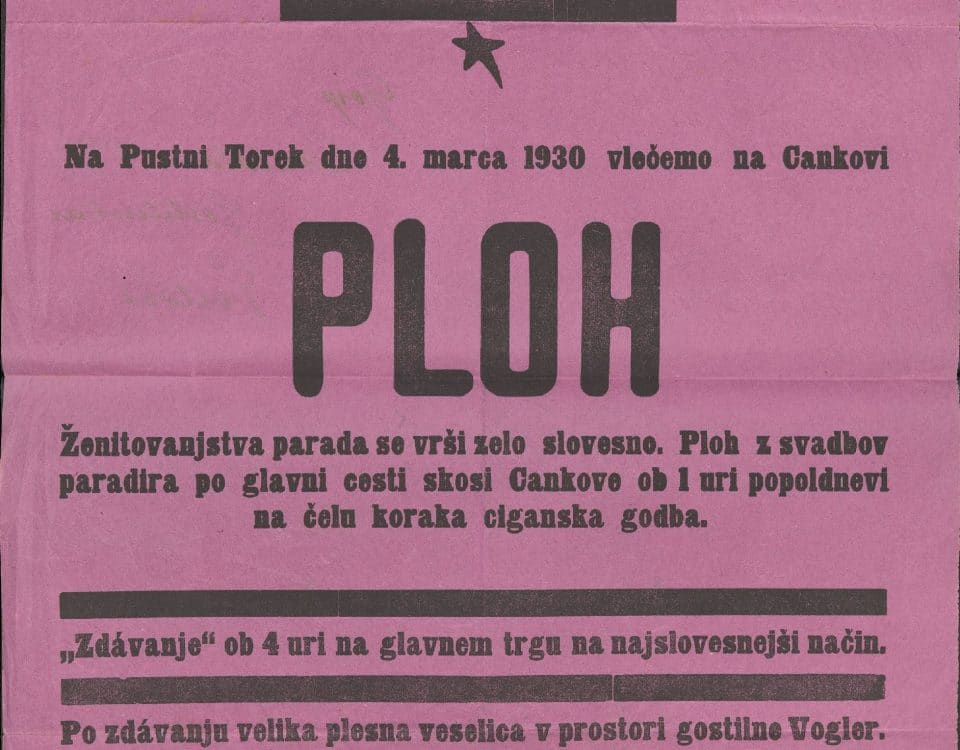 Na Pustni Torek dne 4. marca 1930 vlečemo na Cankovi
PLOH
Ženitovanjstva parada se vrši zelo slovesno. Ploh z svadbov
paradira po glavni cesti skosi Cankove ob 1 uri popoldnevi
na čelu koraka ciganska godba.
„Zdávanje“ ob 4 uri na glavnem trgu na najslovesnejši način.
Po zdávanju velika plesna veselica v prostori gostilne Vogler.